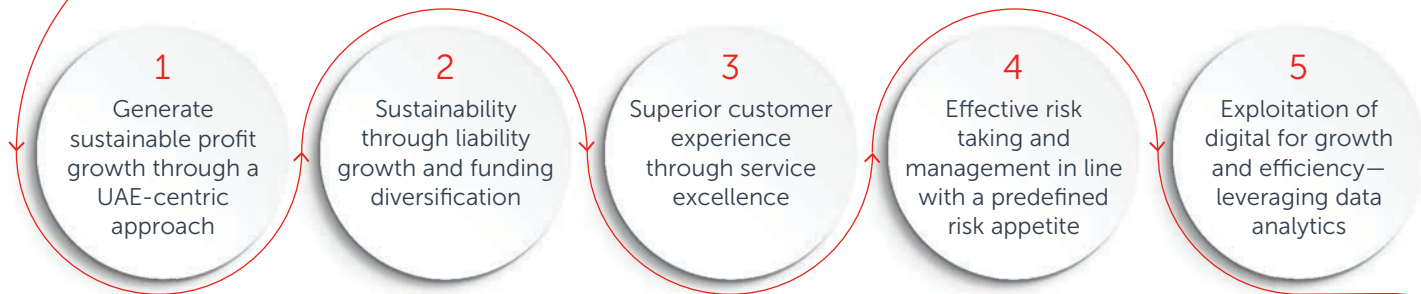 1
Generate
sustainable profit
growth through a
UAE-centric
approach
2
Sustainability
through liability
growth and funding
diversification
3
Superior customer
experience
through service
excellence
4
Effective risk
taking and
management in line
with a predefined
risk appetite
5
Exploitation of
digital for growth
and efficiency—
leveraging data
analytics